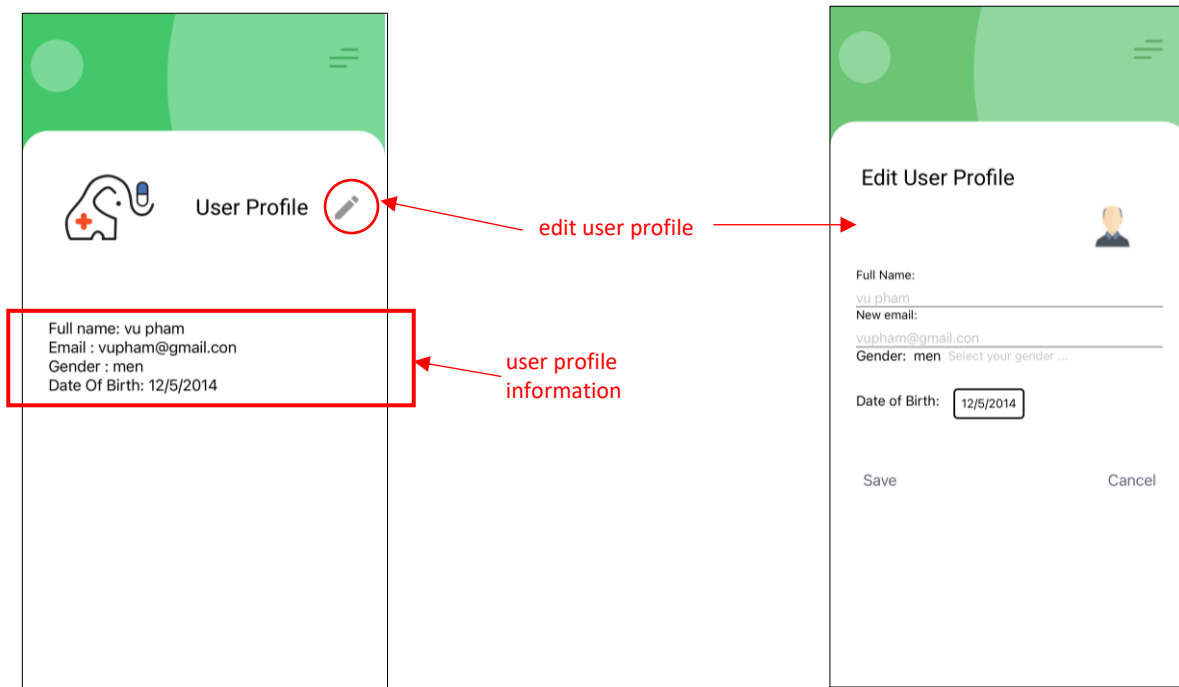 User Profile
Full name: vu pham
Email : vupham@gmail.con
Gender : men
Date Of Birth: 12/5/2014
edit user profile
user profile
information
Edit User Profile
Full Name:
vu pham
New email:
vupham@gmail.con
Gender: men Select your gender ...
Date of Birth: 12/5/2014
Save Cancel